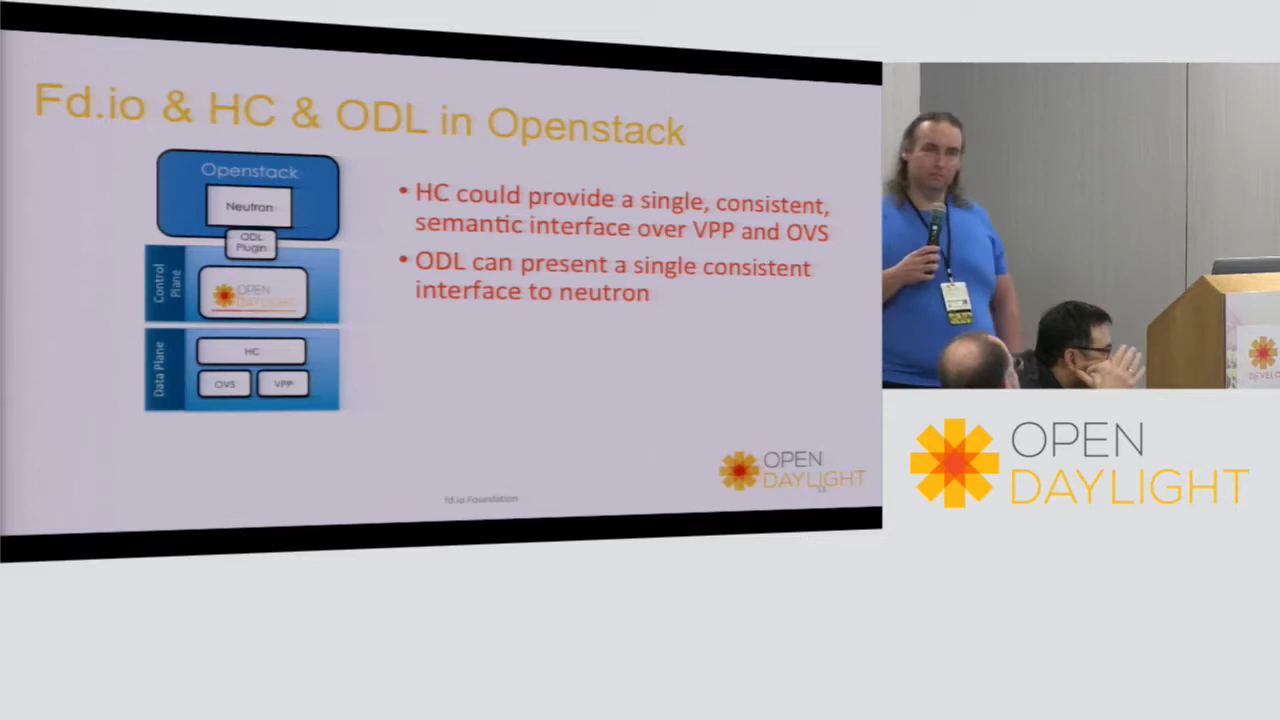 Fd.io & HC & ODL in Openstack
Openstack
Neutron
ODL
Plugin
Control
Plane
OPEN
DAYLIGHT
Data Plane
HC
OVS
VPP
• HC could provide a single, consistent,
semantic interface over VPP and OVS
• ODL can present a single consistent
interface to neutron
fd.io Foundation
OPEN
DAYLIGHT
OPEN
DAYLIGHT